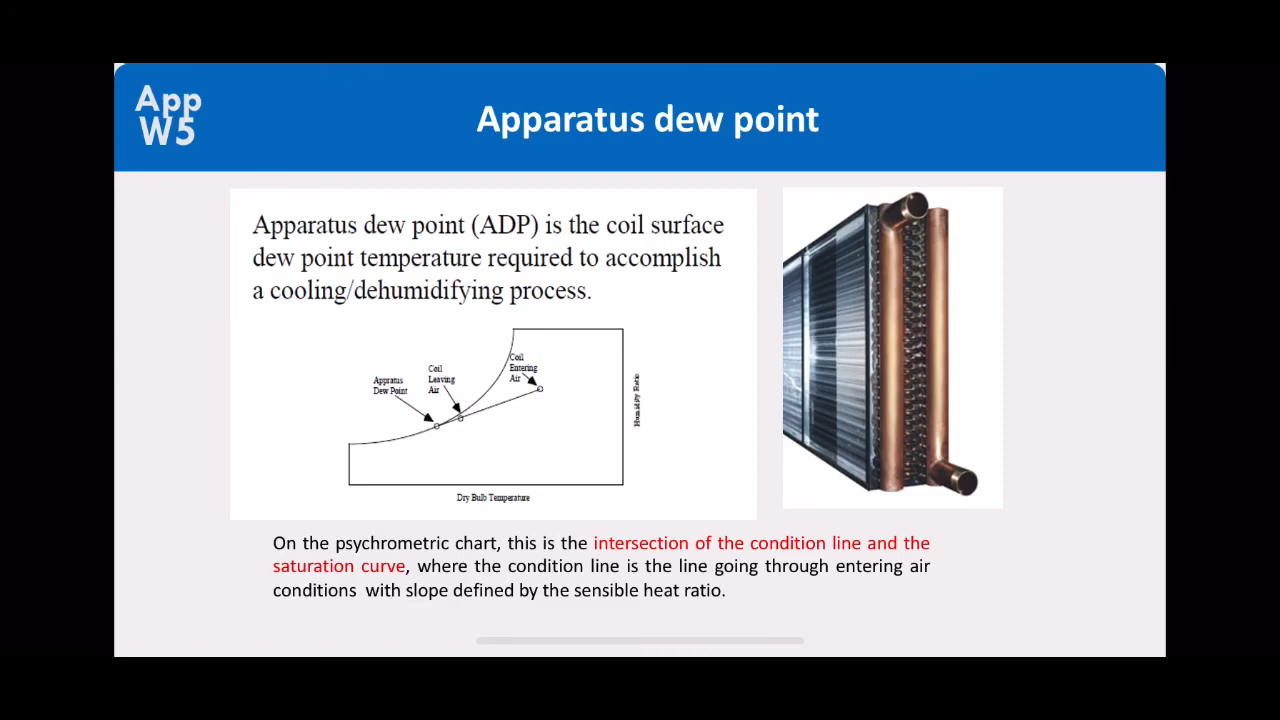 App
W5
Apparatus dew point
Apparatus dew point (ADP) is the coil surface
dew point temperature required to accomplish
a cooling/dehumidifying process.
Coil
Entering
Air
Coil
Leaving
Air
Appratus
Dew Point
Humidity Ratio
Dry Bulb Temperature
On the psychrometric chart, this is the intersection of the condition line and the
saturation curve, where the condition line is the line going through entering air
conditions with slope defined by the sensible heat ratio.